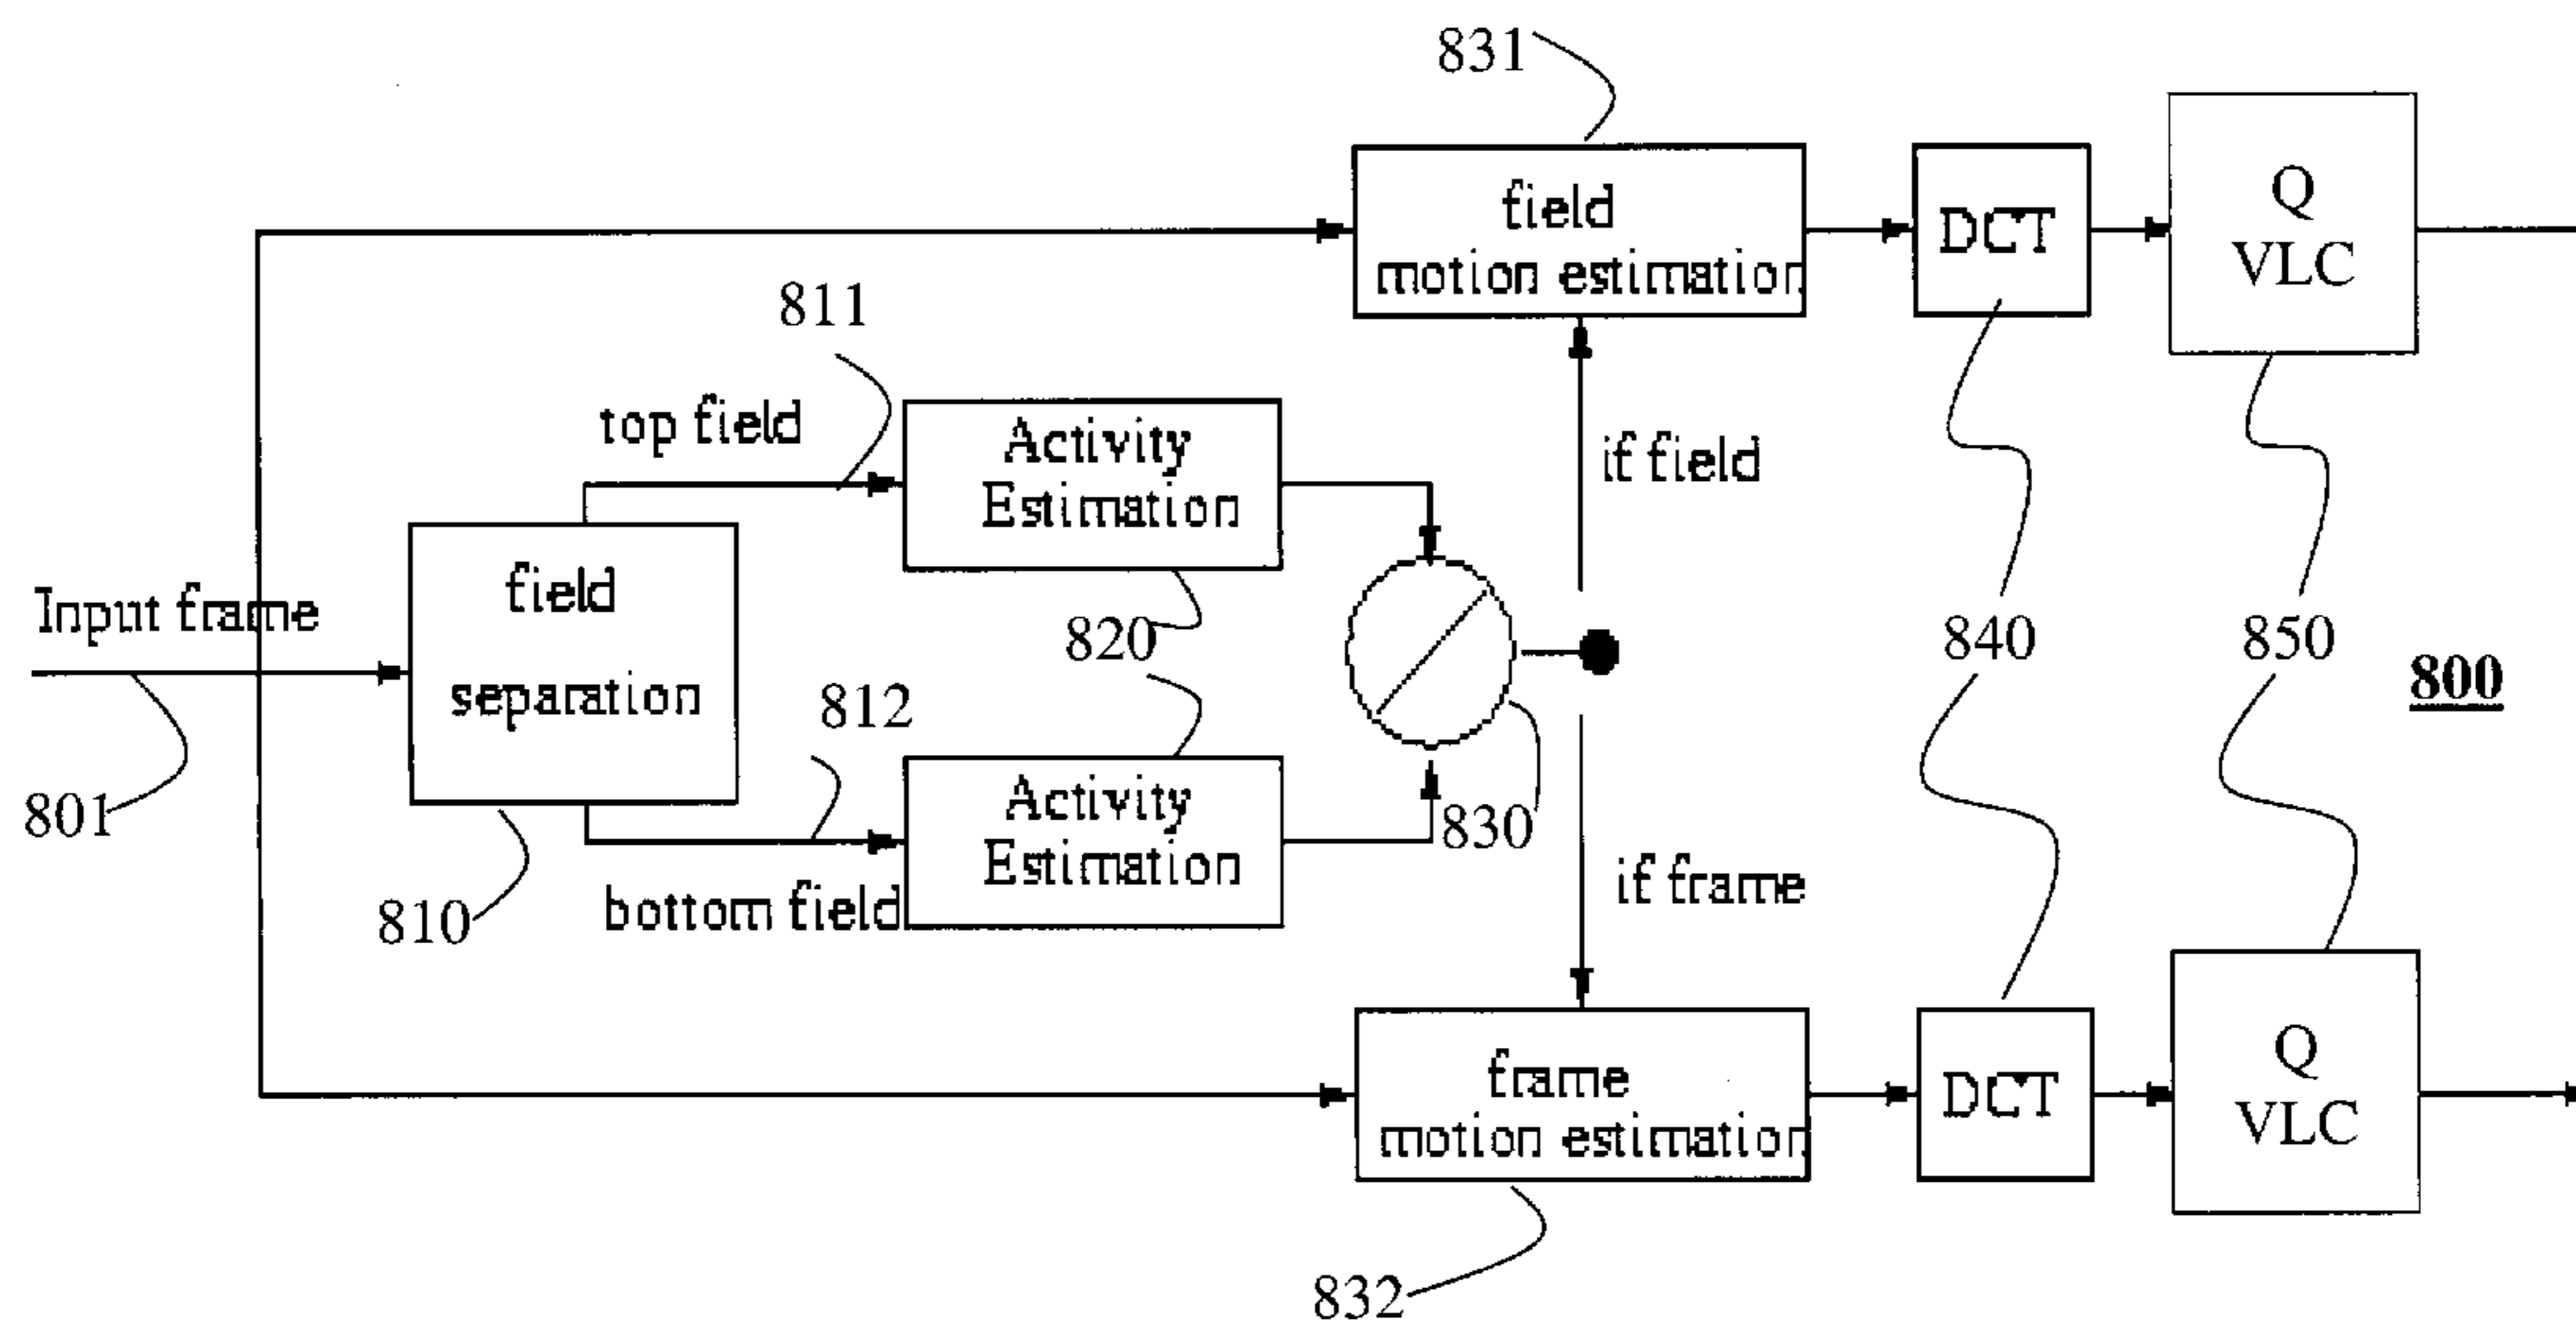 831
field
motion estimation
DCT
Q
VLC
811
top field
Activity
Estimation
if field
Input frame
field
separation
820
840
850
800
812
801
830
Activity
Estimation
810
bottom field
if frame
frame
motion estimation
DCT
Q
VLC
832